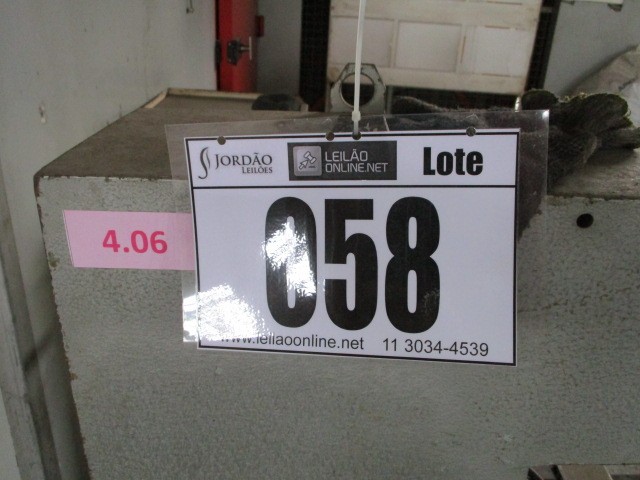 JORDÃO
LEILÕES
LEILÃO
ONLINE.NET
Lote
4.06
058
www.leilaoonline.net 11 3034-4539